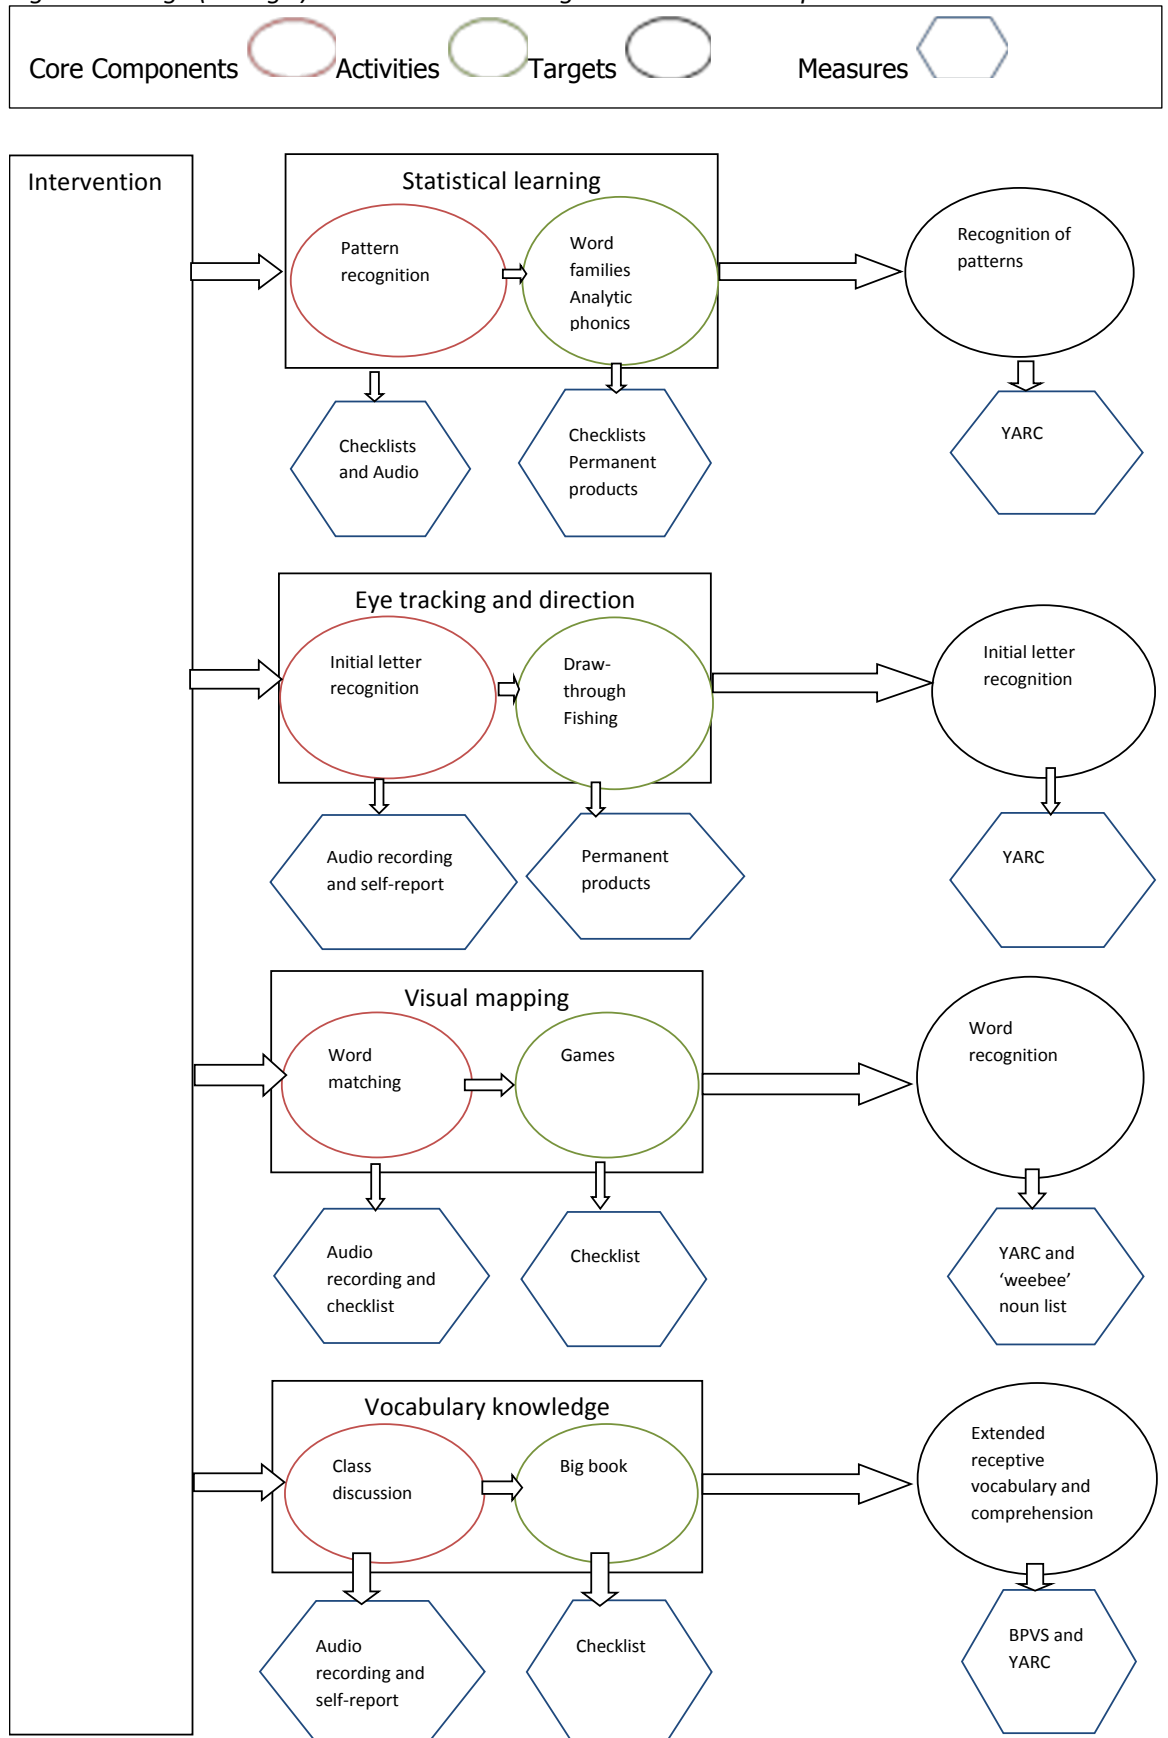 Core Components Activities Targets Measures
Intervention
Statistical learning
Pattern
recognition
Word
families
Analytic
phonics
Recognition of
patterns
Checklists
and Audio
Checklists
Permanent
products
YARC
Eye tracking and direction
Initial letter
recognition
Draw-
through
Fishing
Initial letter
recognition
Audio recording
and self-report
Permanent
products
YARC
Visual mapping
Word
matching
Games
Word
recognition
Audio
recording and
checklist
Checklist
YARC and
‘weebee’
noun list
Vocabulary knowledge
Class
discussion
Big book
Extended
receptive
vocabulary and
comprehension
Audio
recording and
self-report
Checklist
BPVS and
YARC